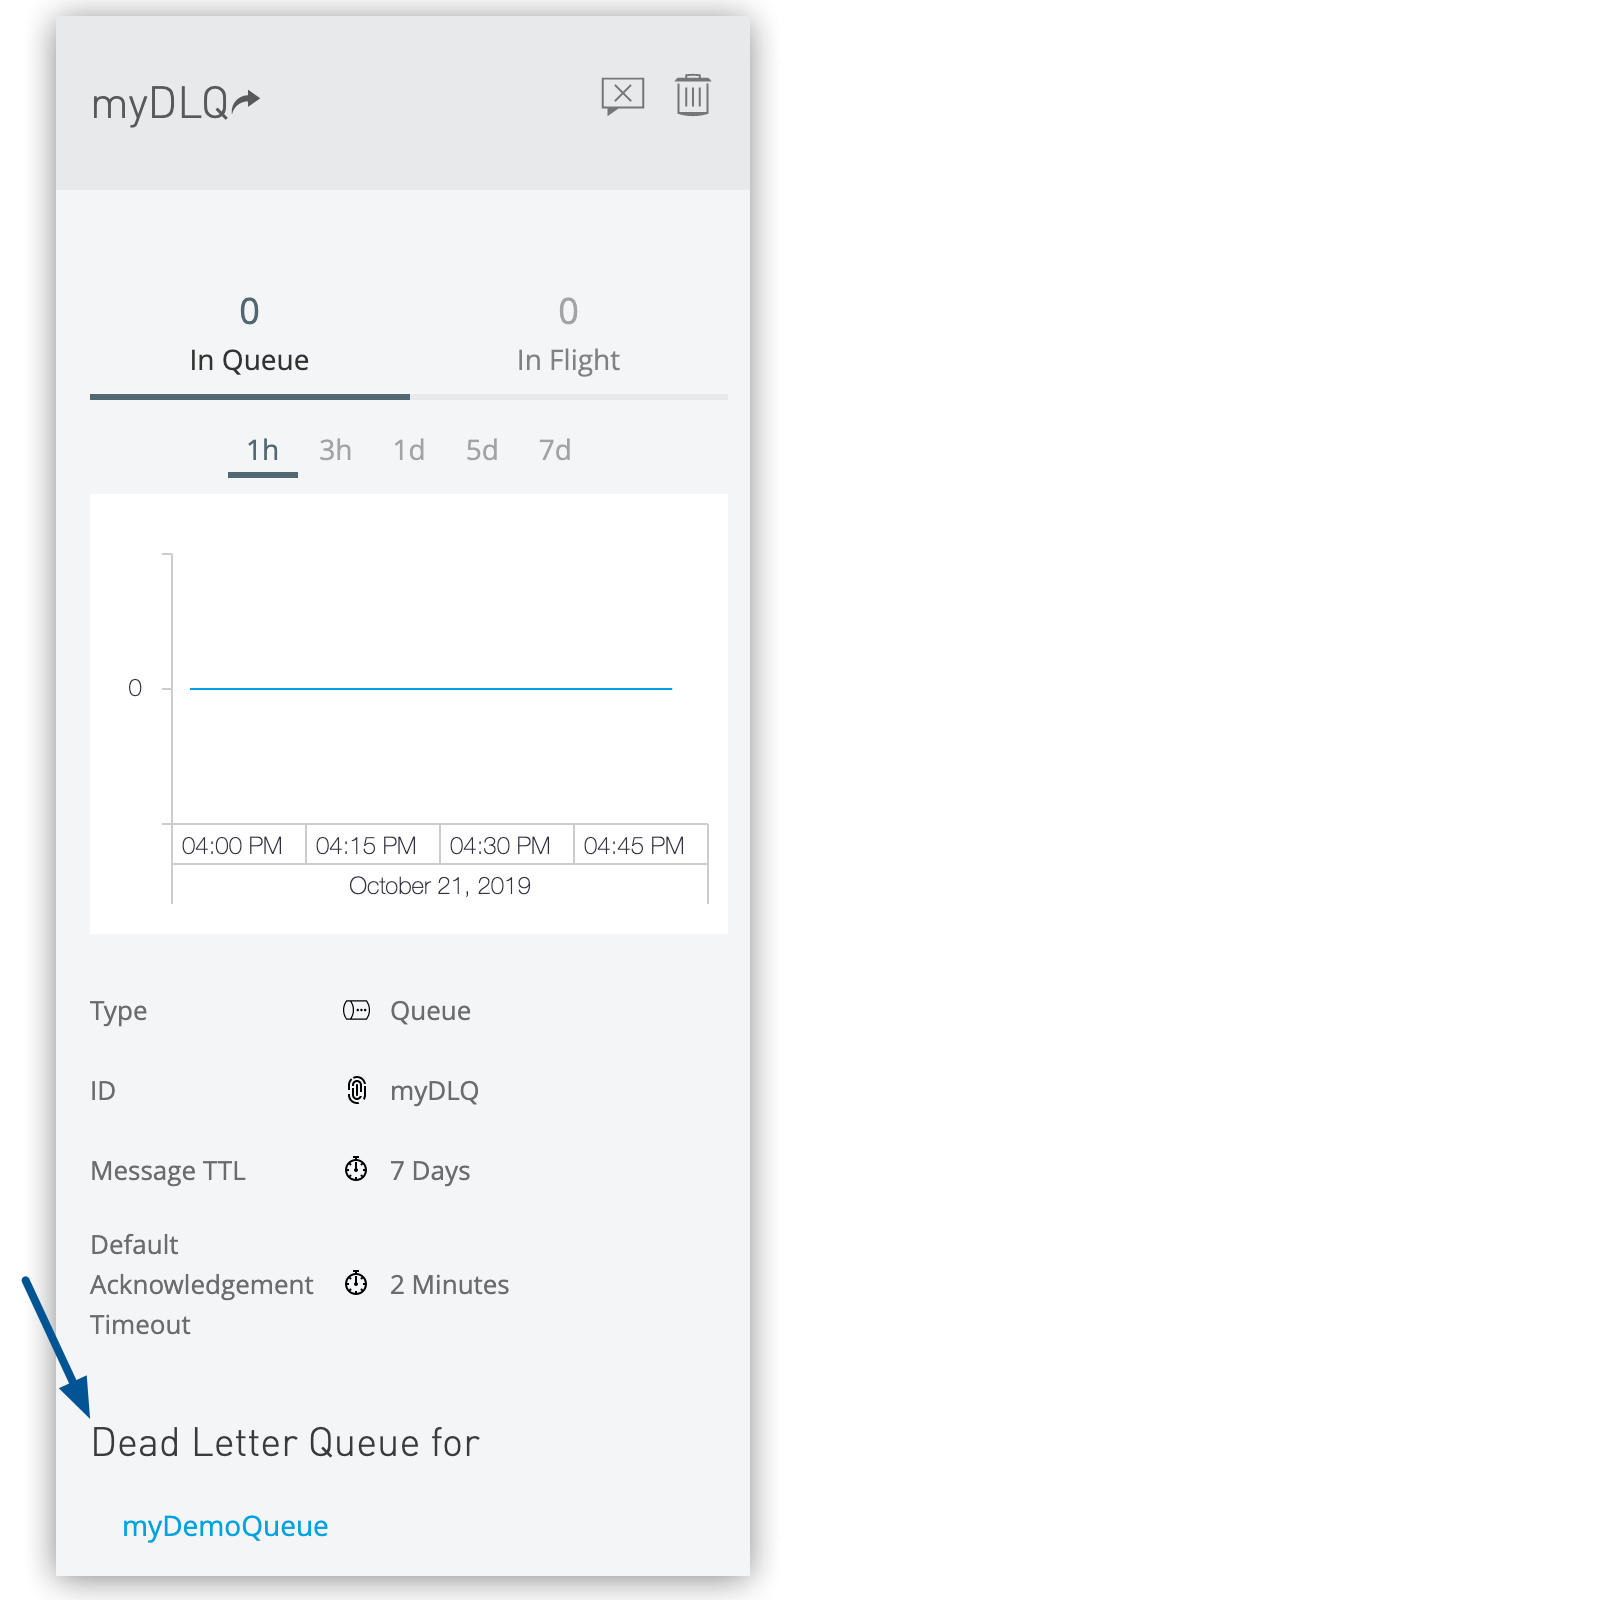 myDLQ
0
In Queue
0
In Flight
1h 3h 1d 5d 7d
0
04:00 PM 04:15 PM 04:30 PM 04:45 PM
October 21, 2019
Type Queue
ID myDLQ
Message TTL 7 Days
Default
Acknowledgement 2 Minutes
Timeout
Dead Letter Queue for
myDemoQueue